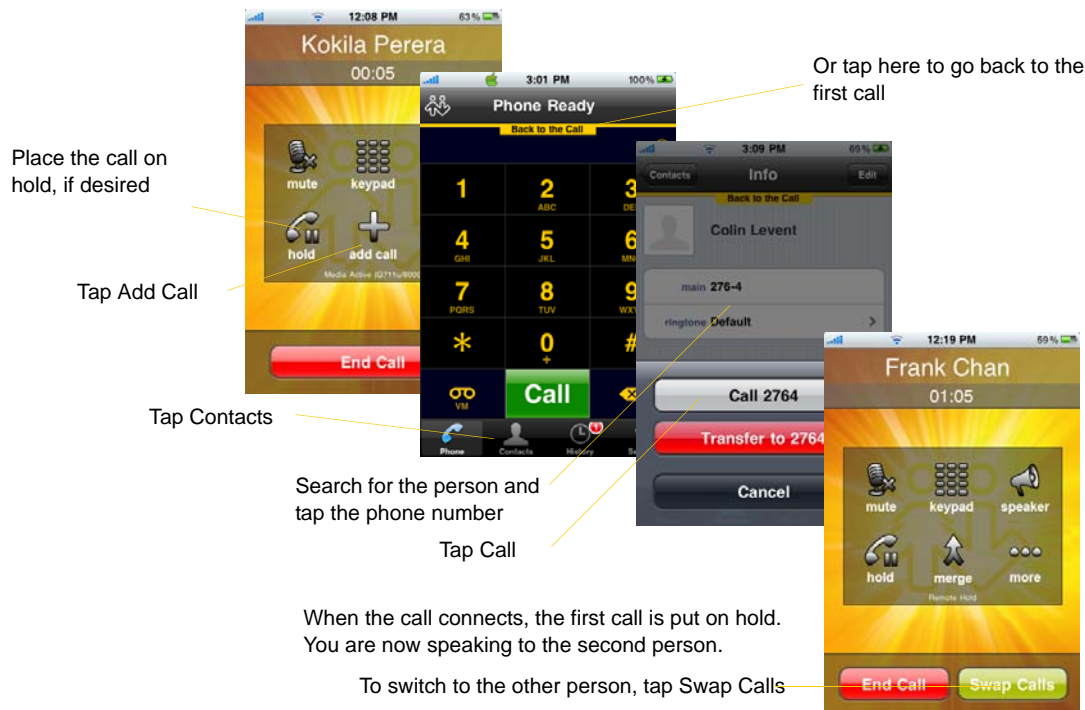 12:08 PM 63%
Kokila Perera
00:05
mute keypad
hold add call
End Call
Place the call on
hold, if desired
Tap Add Call
3:01 PM 100%
Phone Ready
Back to the Call
1 2 3
ABC
4 5 6
GHI JKL
7 8 9
PQRS TUV
* 0 #
+
VM Call
Phone Contacts History
Or tap here to go back to the
first call
Tap Contacts
3:09 PM 69%
Contacts Info Edit
Back to the Call
Colin Levent
main 276-4
ringtone Default >
Call 2764
Transfer to 2764
Cancel
Search for the person and
tap the phone number
Tap Call
12:19 PM 69%
Frank Chan
01:05
mute keypad speaker
hold merge more
Remote Hold
End Call Swap Calls
When the call connects, the first call is put on hold.
You are now speaking to the second person.
To switch to the other person, tap Swap Calls